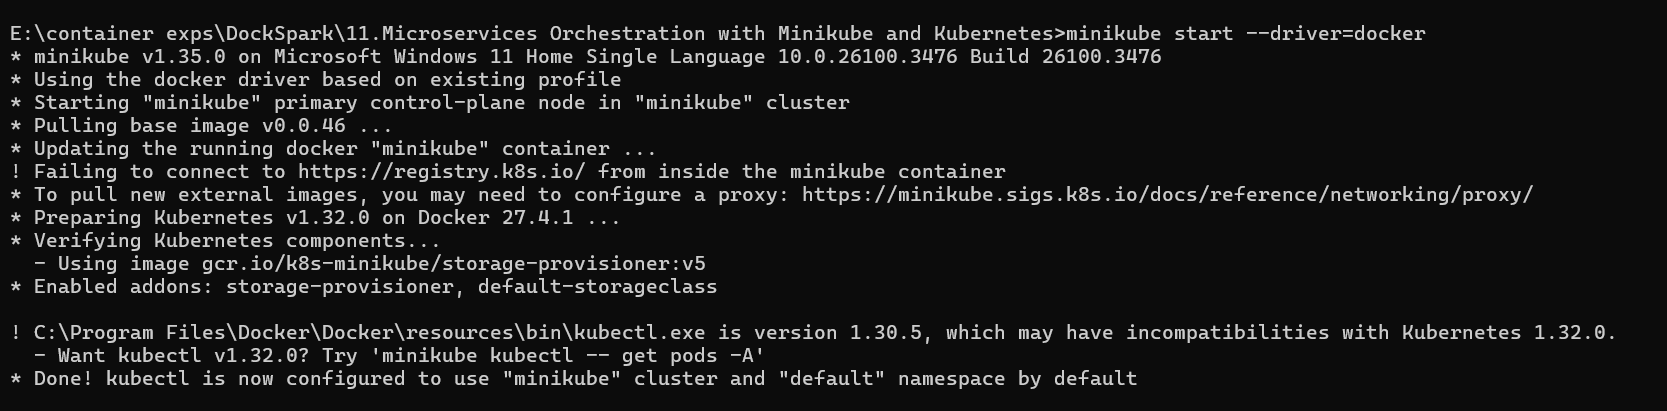 E:\container exps\DockSpark\11.Microservices Orchestration with Minikube and Kubernetes>minikube start --driver=docker
* minikube v1.35.0 on Microsoft Windows 11 Home Single Language 10.0.26100.3476 Build 26100.3476
* Using the docker driver based on existing profile
* Starting "minikube" primary control-plane node in "minikube" cluster
* Pulling base image v0.0.46 ...
* Updating the running docker "minikube" container ...
! Failing to connect to https://registry.k8s.io/ from inside the minikube container
* To pull new external images, you may need to configure a proxy: https://minikube.sigs.k8s.io/docs/reference/networking/proxy/
* Preparing Kubernetes v1.32.0 on Docker 27.4.1 ...
* Verifying Kubernetes components...
  - Using image gcr.io/k8s-minikube/storage-provisioner:v5
* Enabled addons: storage-provisioner, default-storageclass

! C:\Program Files\Docker\Docker\resources\bin\kubectl.exe is version 1.30.5, which may have incompatibilities with Kubernetes 1.32.0.
  - Want kubectl v1.32.0? Try 'minikube kubectl -- get pods -A'
* Done! kubectl is now configured to use "minikube" cluster and "default" namespace by default